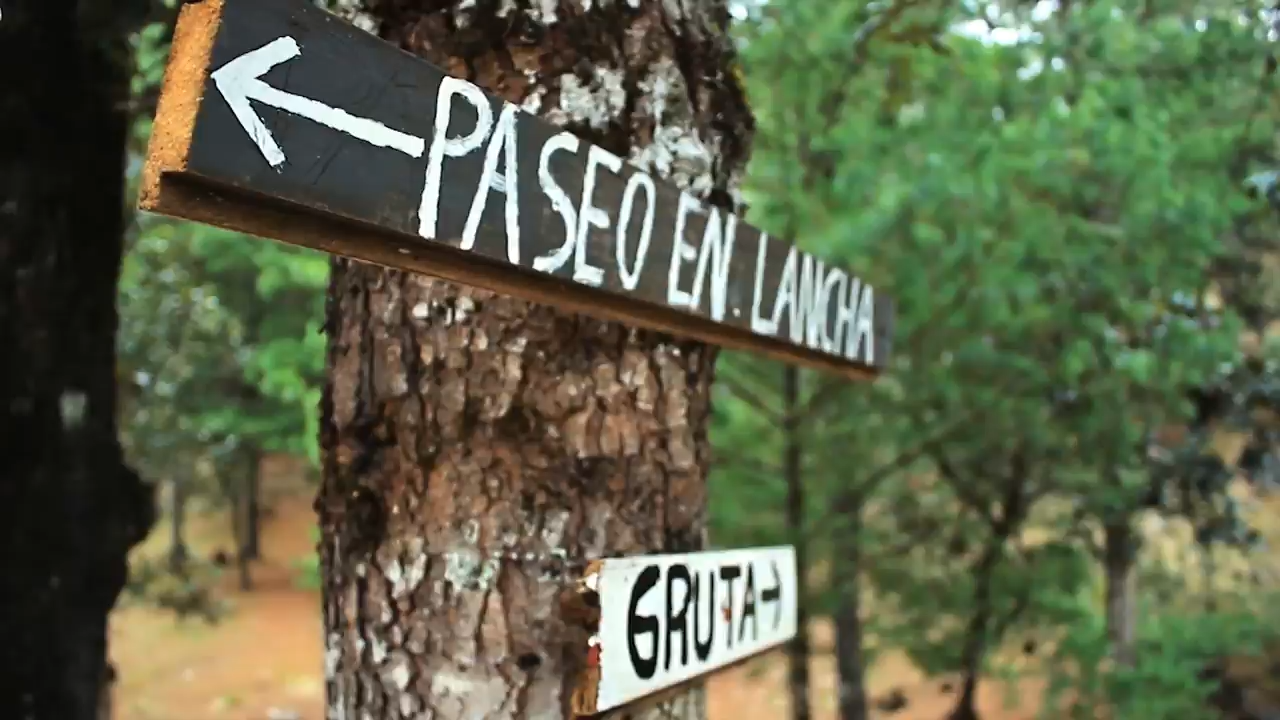 ← PASEO EN. LANCHA
GRUTA →